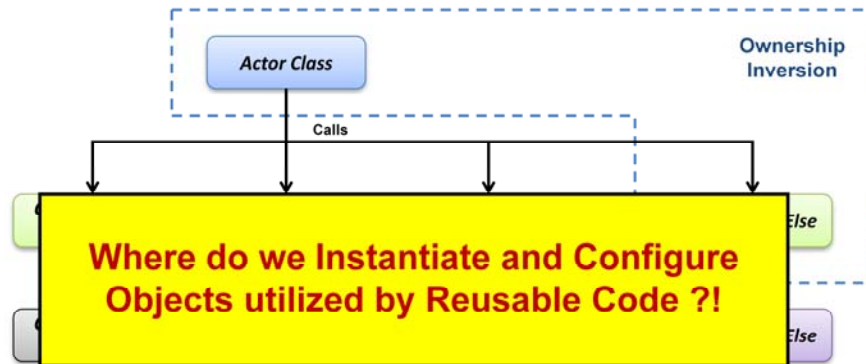 Actor Class
Ownership
Inversion
Calls
Else
Where do we Instantiate and Configure
Objects utilized by Reusable Code ?!
Else